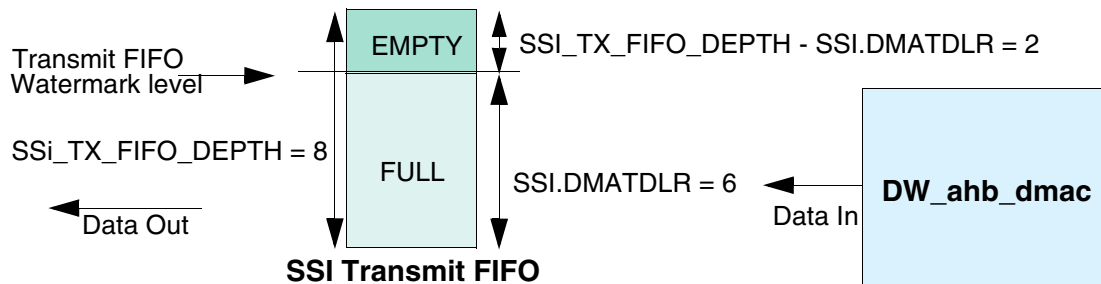 EMPTY
SSI_TX_FIFO_DEPTH - SSI.DMATDLR = 2
Transmit FIFO
Watermark level
SSi_TX_FIFO_DEPTH = 8
FULL
SSI.DMATDLR = 6
DW_ahb_dmac
Data In
Data Out
SSI Transmit FIFO